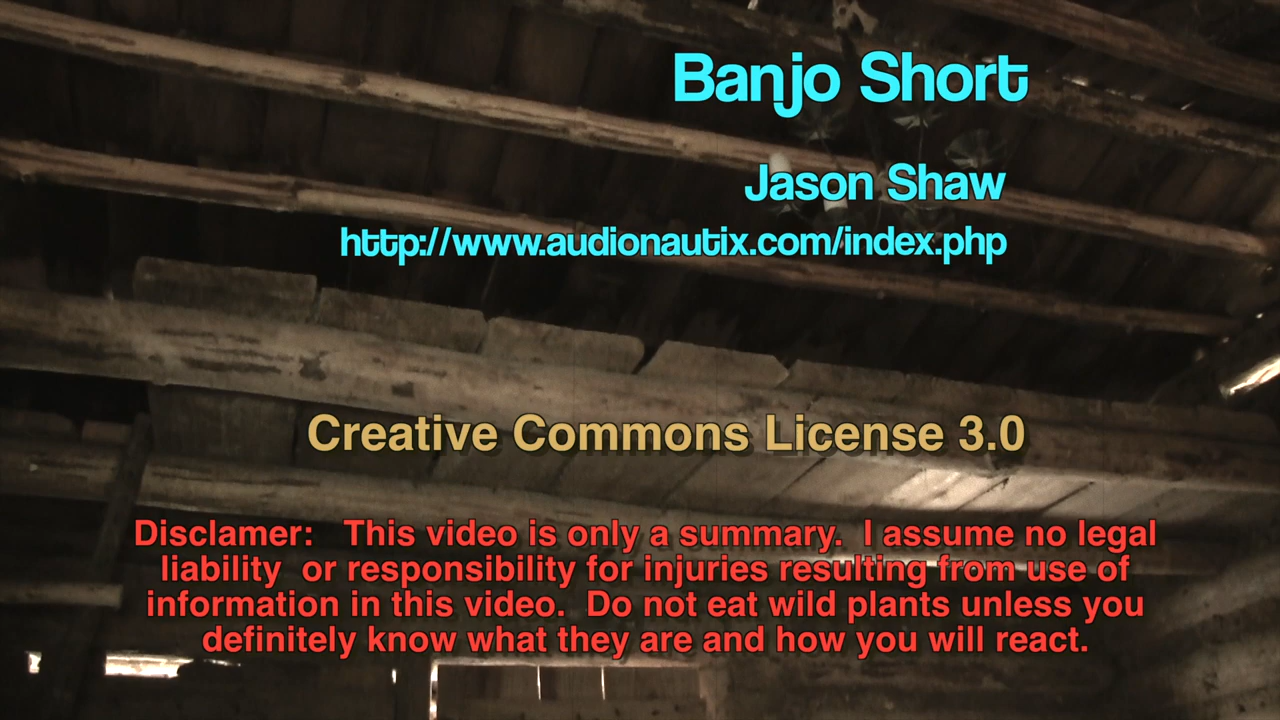 Banjo Short
Jason Shaw
http://www.audionautix.com/index.php
Creative Commons License 3.0
Disclamer: This video is only a summary. I assume no legal
liability or responsibility for injuries resulting from use of
information in this video. Do not eat wild plants unless you
definitely know what they are and how you will react.